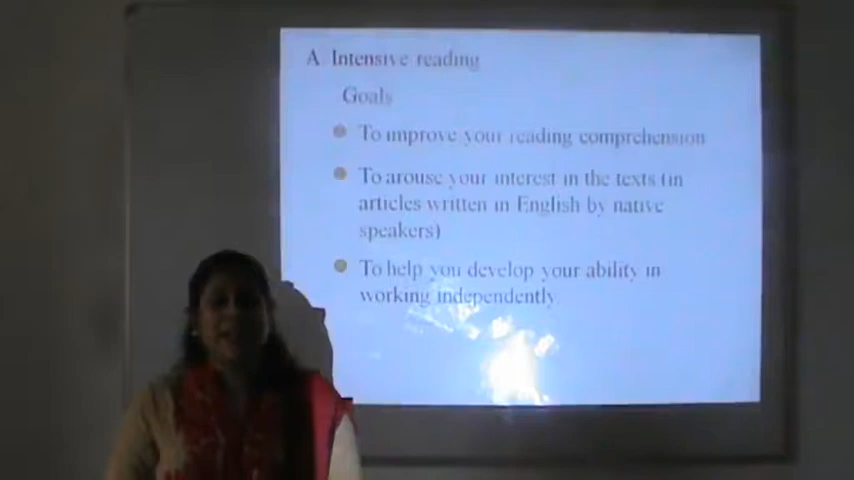 A. Intensive reading
Goals
To improve your reading comprehension
To arouse your interest in the texts (in
articles written in English by native
speakers)
To help you develop your ability in
working independently.